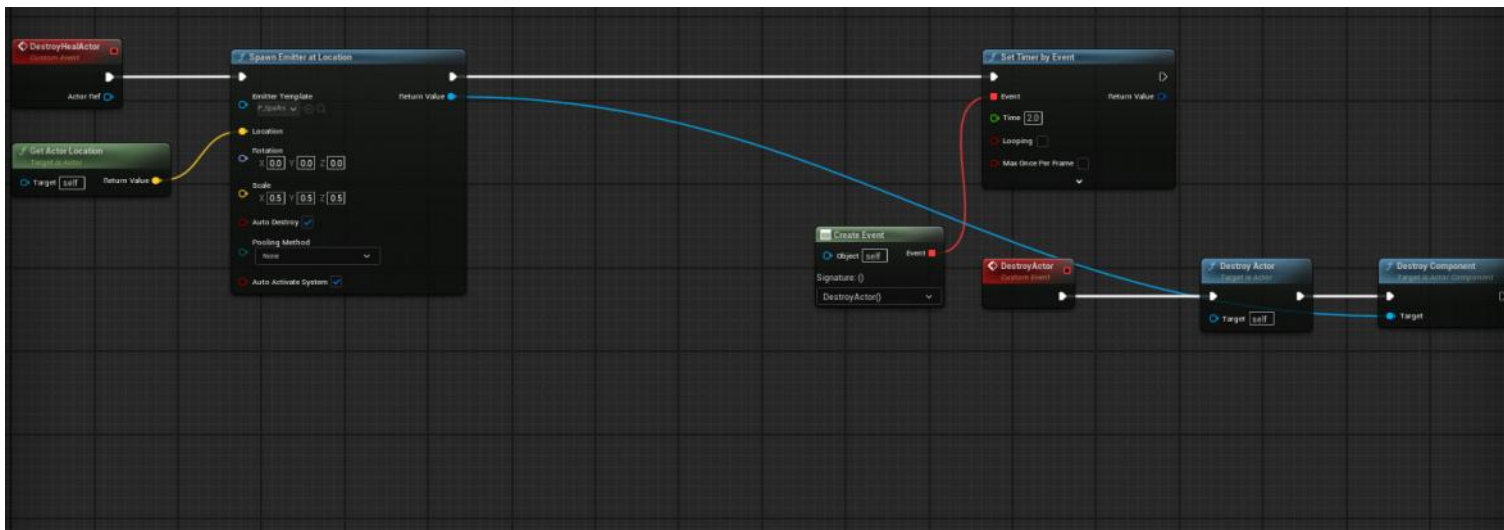 DestroyHealActor
Custom Event
Actor Ref
Get Actor Location
Target is Actor
Target self
Return Value
Spawn Emitter at Location
Emitter Template
P_Sparks
Return Value
Location
Rotation
X 0.0 Y 0.0 Z 0.0
Scale
X 0.5 Y 0.5 Z 0.5
Auto Destroy
Pooling Method
None
Auto Activate System
Set Timer by Event
Event
Return Value
Time 2.0
Looping
Max Once Per Frame
Create Event
Object self
Event
Signature: ()
DestroyActor()
DestroyActor
Custom Event
Destroy Actor
Target is Actor
Target self
Destroy Component
Target is Actor Component
Target